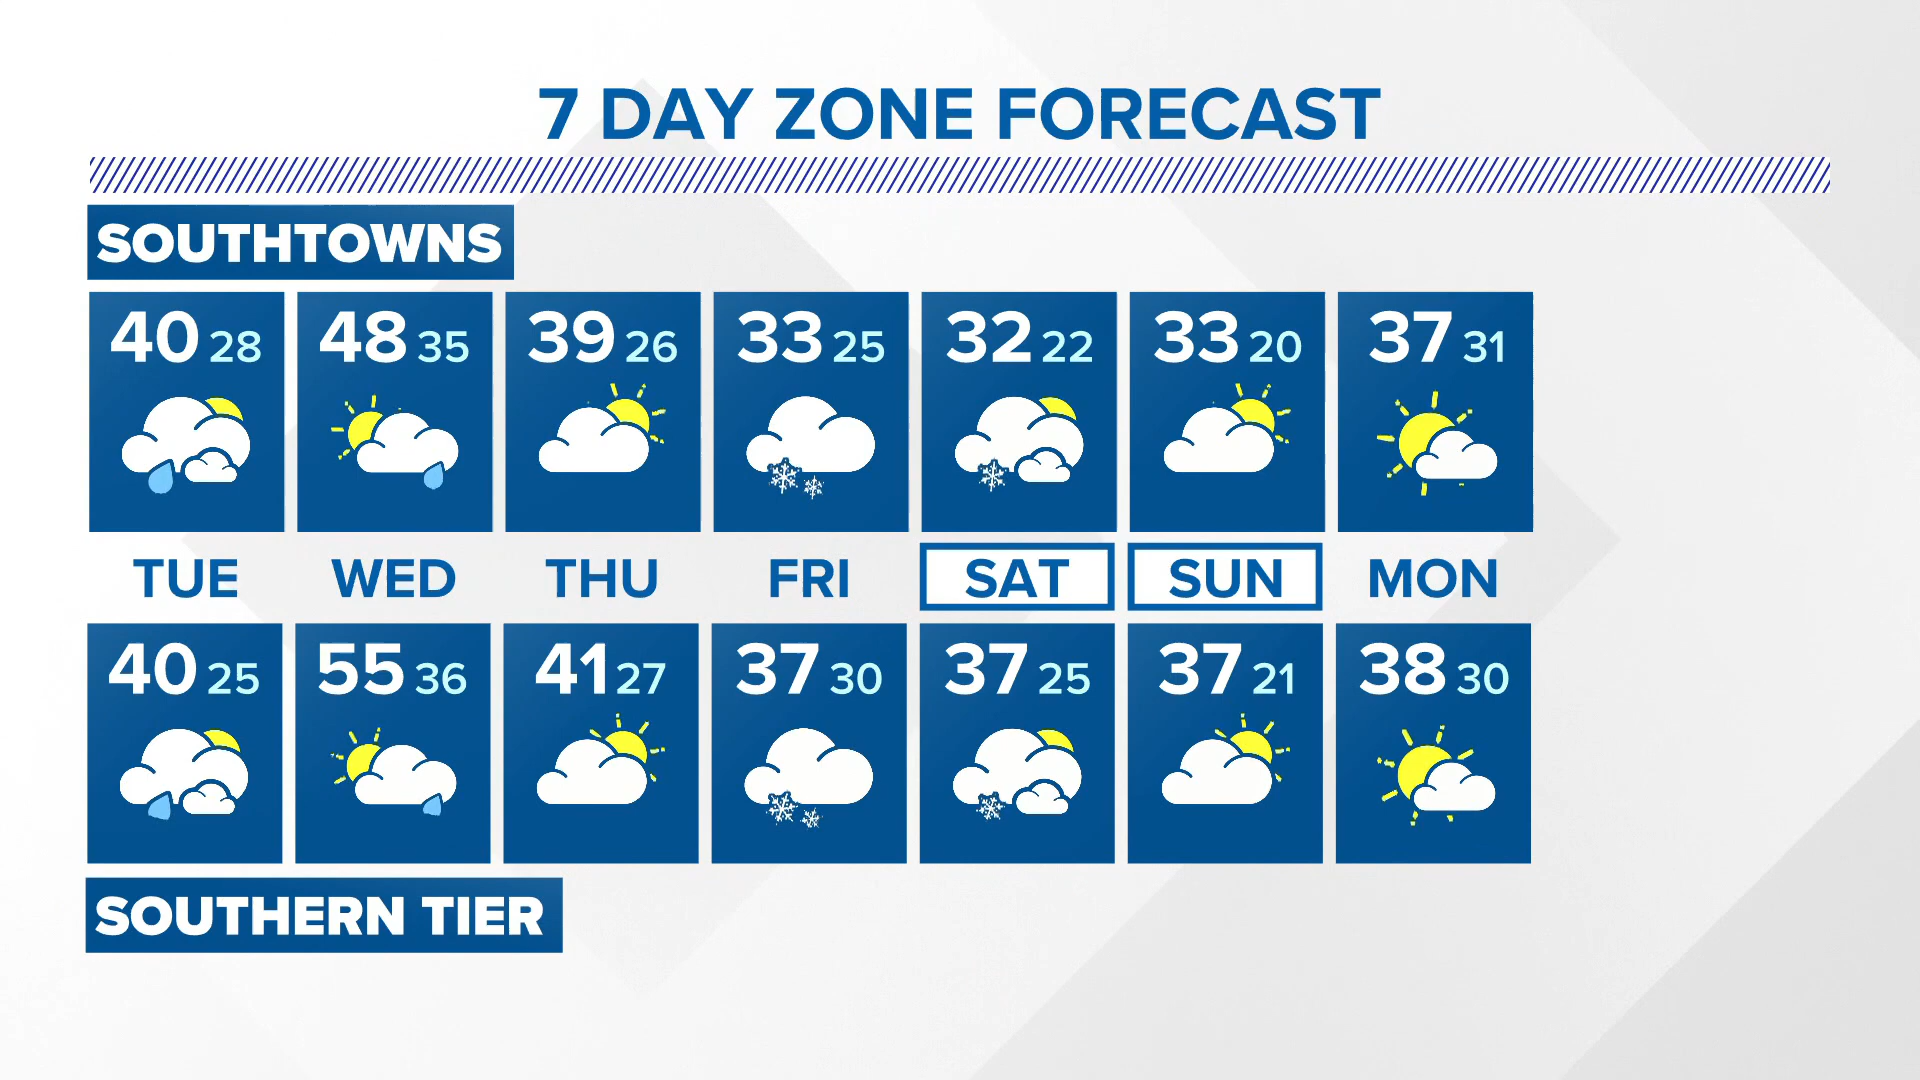 7 DAY ZONE FORECAST
SOUTHTOWNS
40 28 48 35 39 26 33 25 32 22 33 20 37 31
TUE WED THU FRI SAT SUN MON
40 25 55 36 41 27 37 30 37 25 37 21 38 30
SOUTHERN TIER